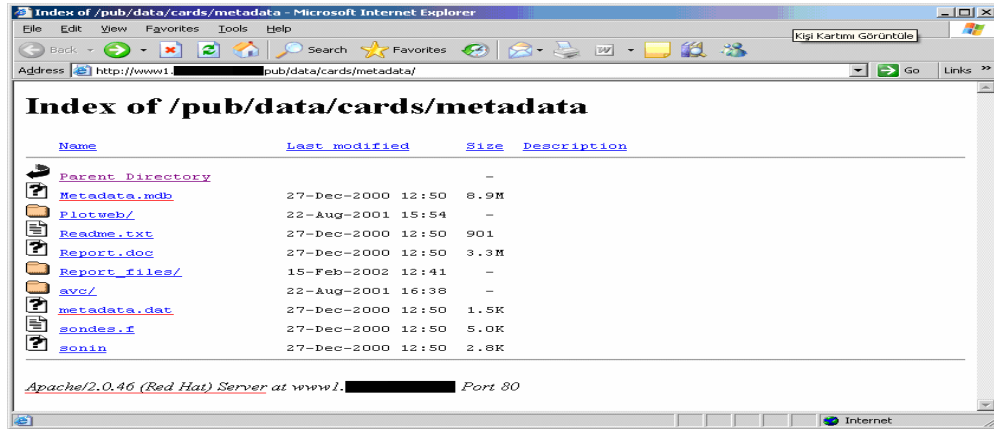 Index of /pub/data/cards/metadata - Microsoft Internet Explorer
File Edit View Favorites Tools Help
Kişi Kartımı Görüntüle
Back Search Favorites
Address http://www1. pub/data/cards/metadata/ Go Links »
Index of /pub/data/cards/metadata
Name Last modified Size Description
Parent Directory -
Metadata.mdb 27-Dec-2000 12:50 8.9M
Plotweb/ 22-Aug-2001 15:54 -
Readme.txt 27-Dec-2000 12:50 901
Report.doc 27-Dec-2000 12:50 3.3M
Report_files/ 15-Feb-2002 12:41 -
avc/ 22-Aug-2001 16:38 -
metadata.dat 27-Dec-2000 12:50 1.5K
sondes.f 27-Dec-2000 12:50 5.0K
sonin 27-Dec-2000 12:50 2.8K
Apache/2.0.46 (Red Hat) Server at www1. Port 80
Internet